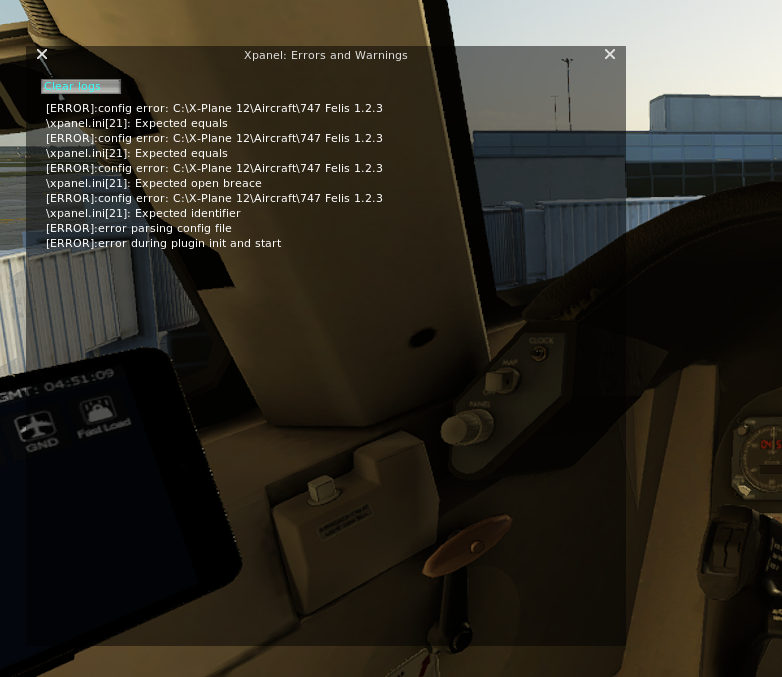 Xpanel: Errors and Warnings
Clear logs
[ERROR]:config error: C:\X-Plane 12\Aircraft\747 Felis 1.2.3
\xpanel.ini[21]: Expected equals
[ERROR]:config error: C:\X-Plane 12\Aircraft\747 Felis 1.2.3
\xpanel.ini[21]: Expected equals
[ERROR]:config error: C:\X-Plane 12\Aircraft\747 Felis 1.2.3
\xpanel.ini[21]: Expected open breace
[ERROR]:config error: C:\X-Plane 12\Aircraft\747 Felis 1.2.3
\xpanel.ini[21]: Expected identifier
[ERROR]:error parsing config file
[ERROR]:error during plugin init and start
CLOCK
MAP
OFF
PANEL
GMT: 04:51:09
GND
Fast Load